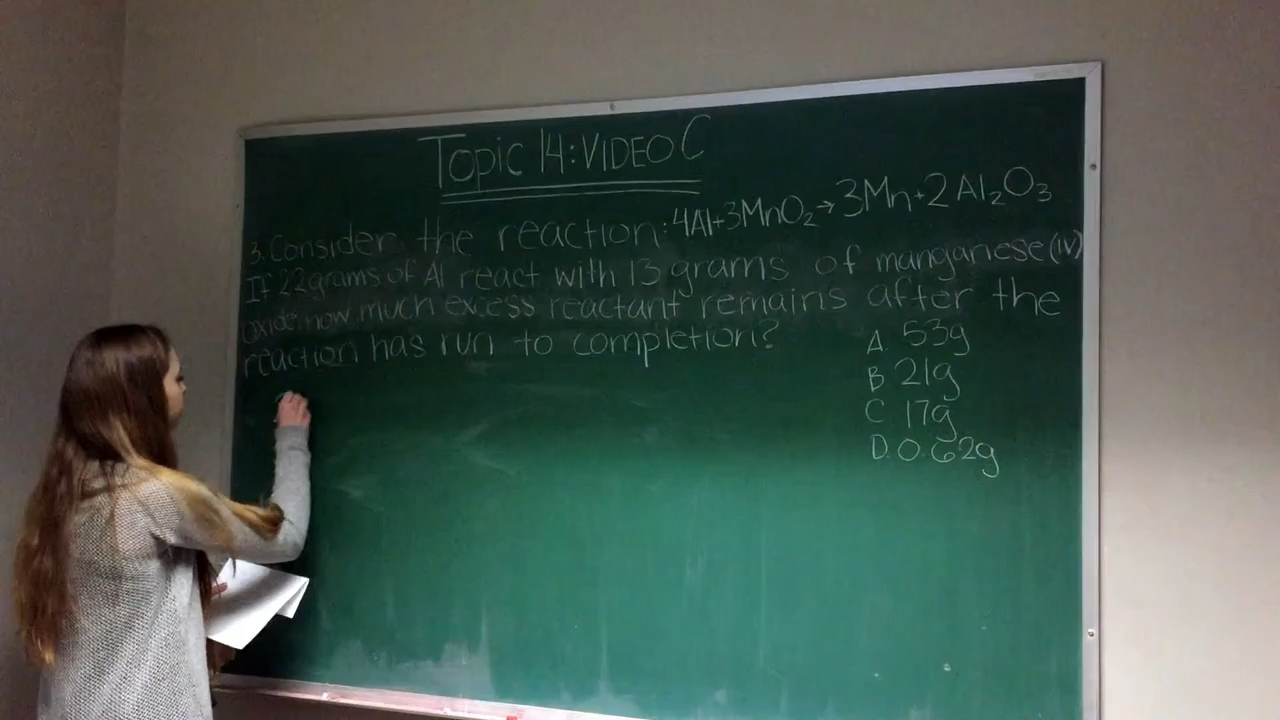 Topic 14: VIDEO C
3. Consider the reaction: 4Al+3MnO₂→3Mn+2Al₂O₃
If 22grams of Al react with 13 grams of manganese(iv)
oxide, how much excess reactant remains after the
reaction has run to completion?
A 53g
B 21g
C 17g
D. 0.62g